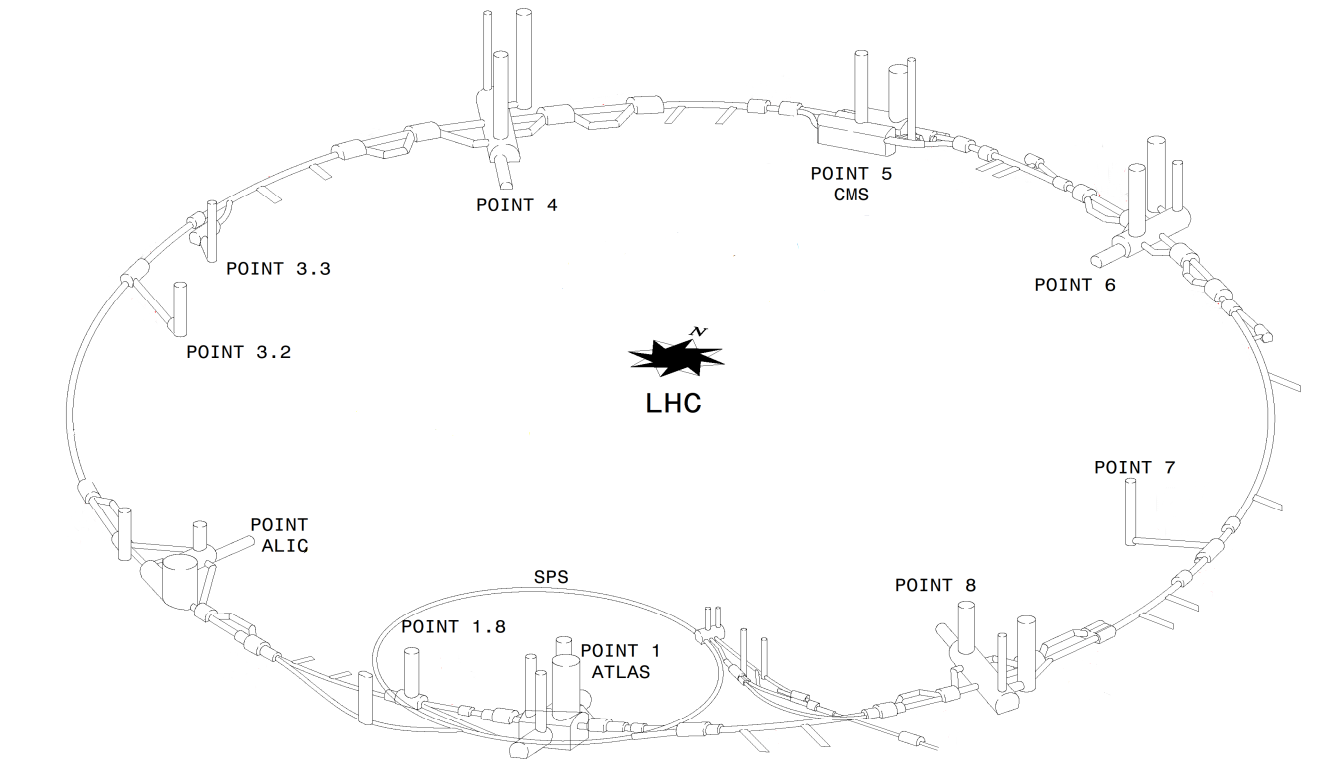 POINT 4
POINT 5
CMS
POINT 3.3
POINT 6
N
POINT 3.2
LHC
POINT 7
POINT
ALIC
SPS
POINT 8
POINT 1.8
POINT 1
ATLAS